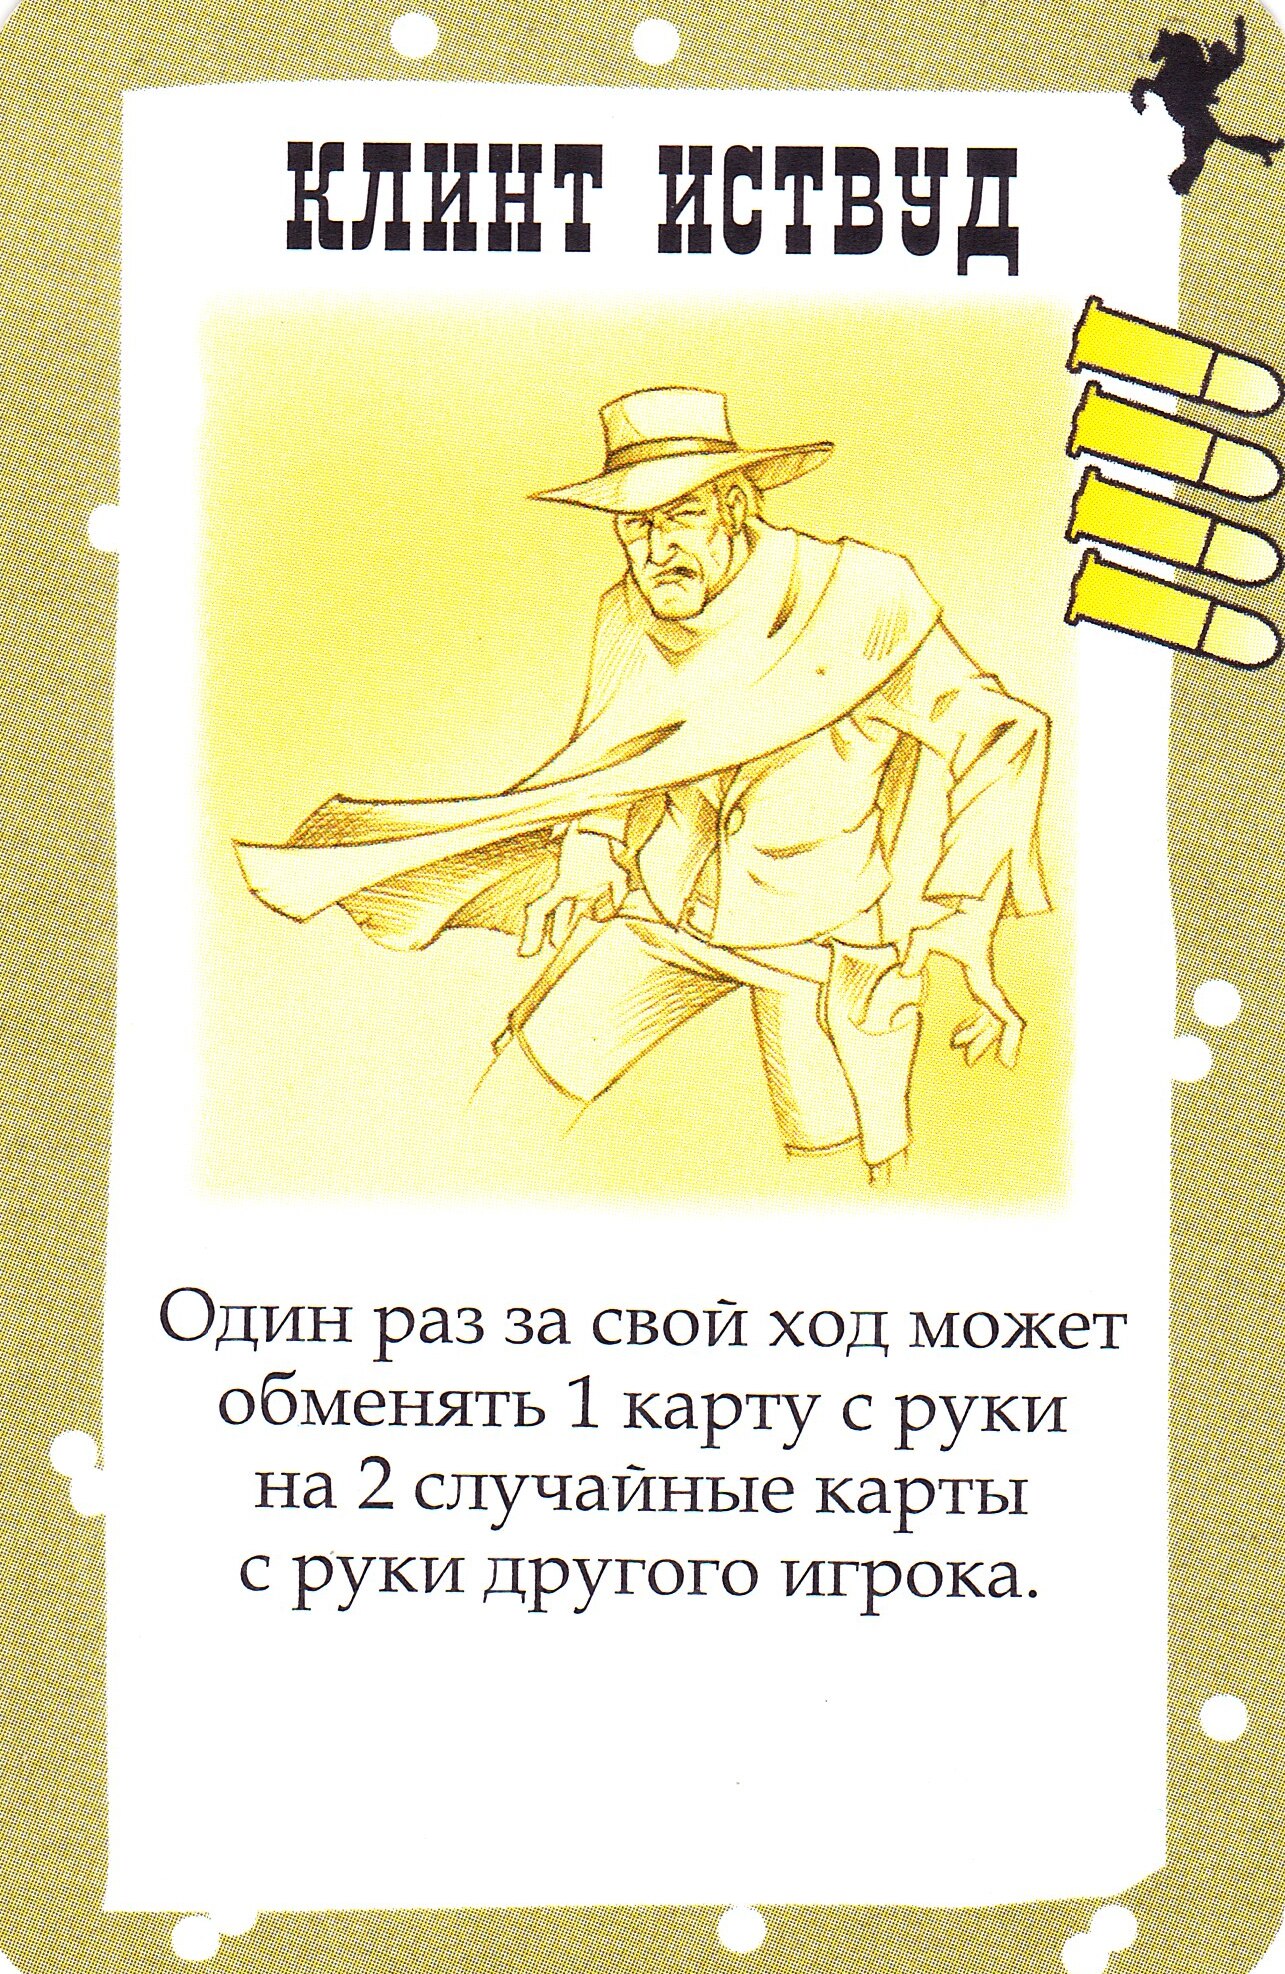 КЛИНТ ИСТВУД
Один раз за свой ход может
обменять 1 карту с руки
на 2 случайные карты
с руки другого игрока.